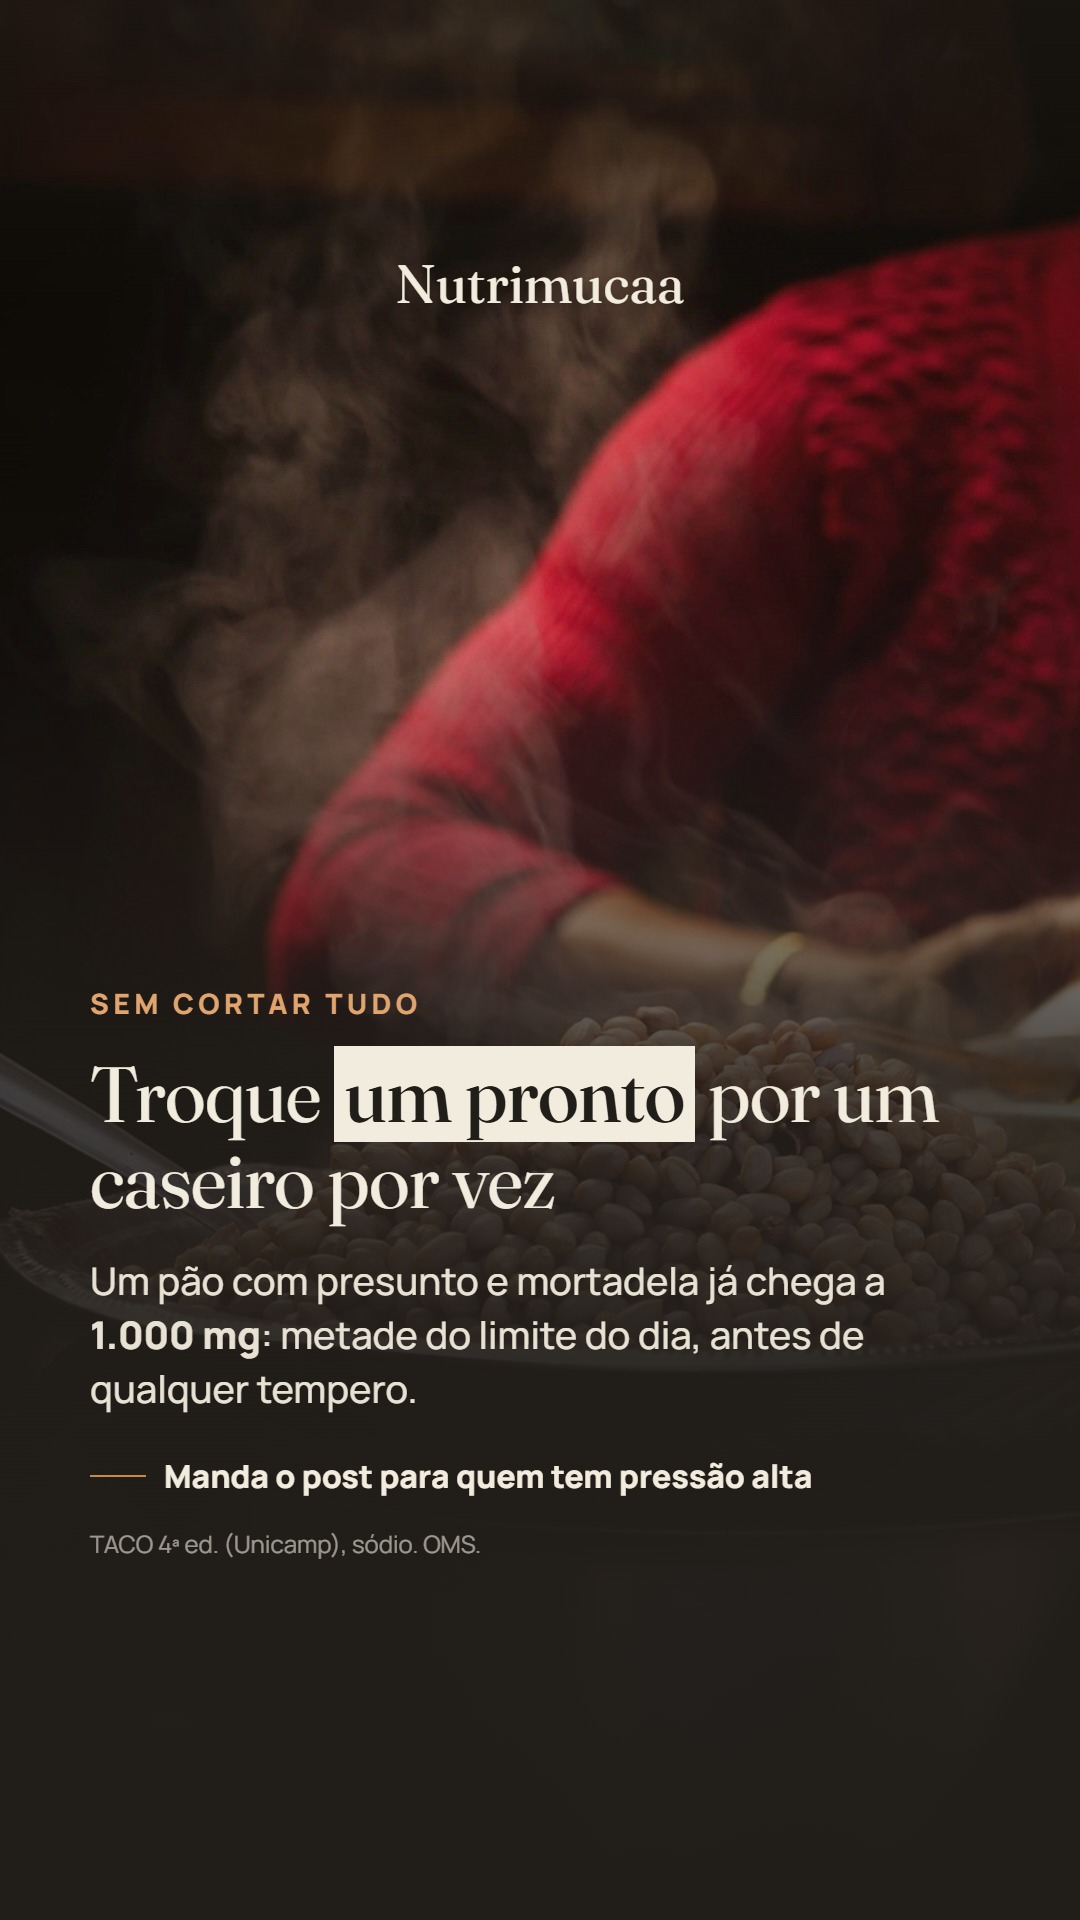 Nutrimucaa
SEM CORTAR TUDO
Troque um pronto por um
caseiro por vez
Um pão com presunto e mortadela já chega a
1.000 mg: metade do limite do dia, antes de
qualquer tempero.
Manda o post para quem tem pressão alta
TACO 4ª ed. (Unicamp), sódio. OMS.